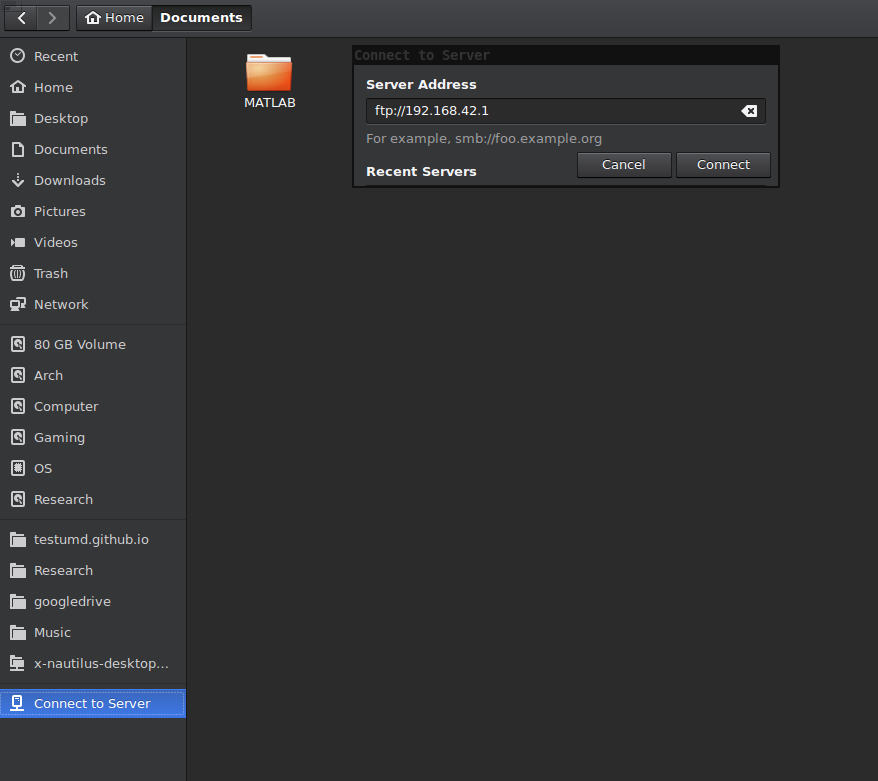 Home Documents
Recent
Home
Desktop
Documents
Downloads
Pictures
Videos
Trash
Network
80 GB Volume
Arch
Computer
Gaming
OS
Research
testumd.github.io
Research
googledrive
Music
x-nautilus-desktop...
Connect to Server
MATLAB
Connect to Server
Server Address
ftp://192.168.42.1
For example, smb://foo.example.org
Recent Servers
Cancel Connect